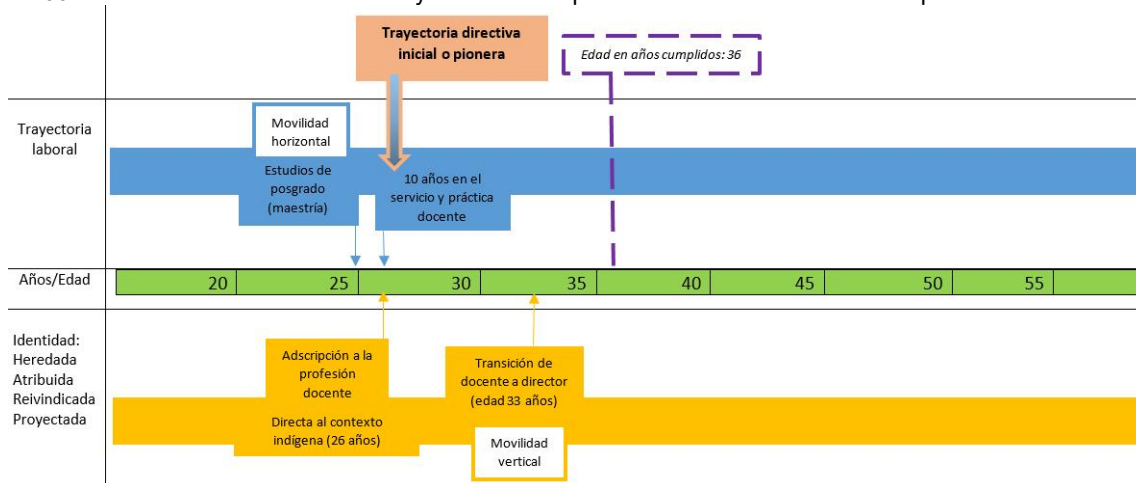 Trayectoria directiva
inicial o pionera
Edad en años cumplidos: 36
Trayectoria
laboral
Movilidad
horizontal
Estudios de
posgrado
(maestría)
10 años en el
servicio y práctica
docente
Años/Edad
20 25 30 35 40 45 50 55
Identidad:
Heredada
Atribuida
Reivindicada
Proyectada
Adscripción a la
profesión
docente
Directa al contexto
indígena (26 años)
Transición de
docente a director
(edad 33 años)
Movilidad
vertical